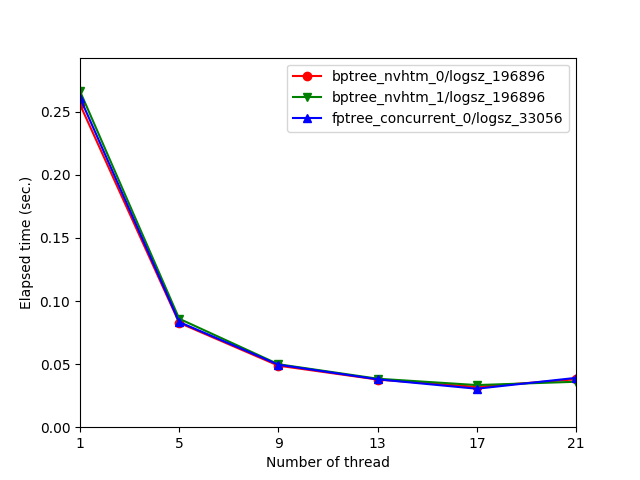 bptree_nvhtm_0/logsz_196896
bptree_nvhtm_1/logsz_196896
fptree_concurrent_0/logsz_33056
Elapsed time (sec.)
0.25
0.20
0.15
0.10
0.05
0.00
1 5 9 13 17 21
Number of thread